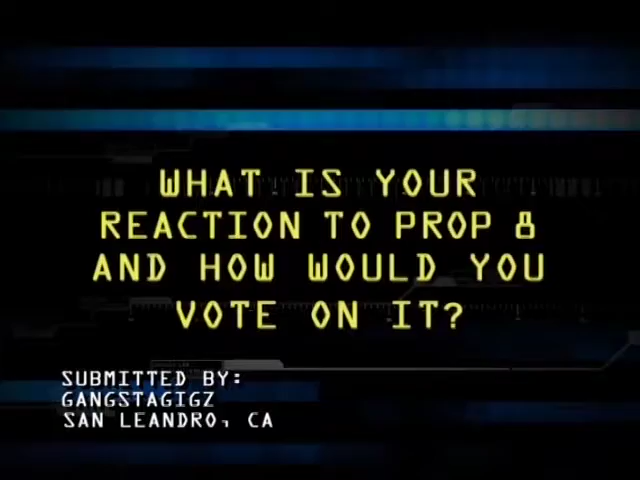 WHAT IS YOUR
REACTION TO PROP 8
AND HOW WOULD YOU
VOTE ON IT?
SUBMITTED BY:
GANGSTAGIGZ
SAN LEANDRO, CA